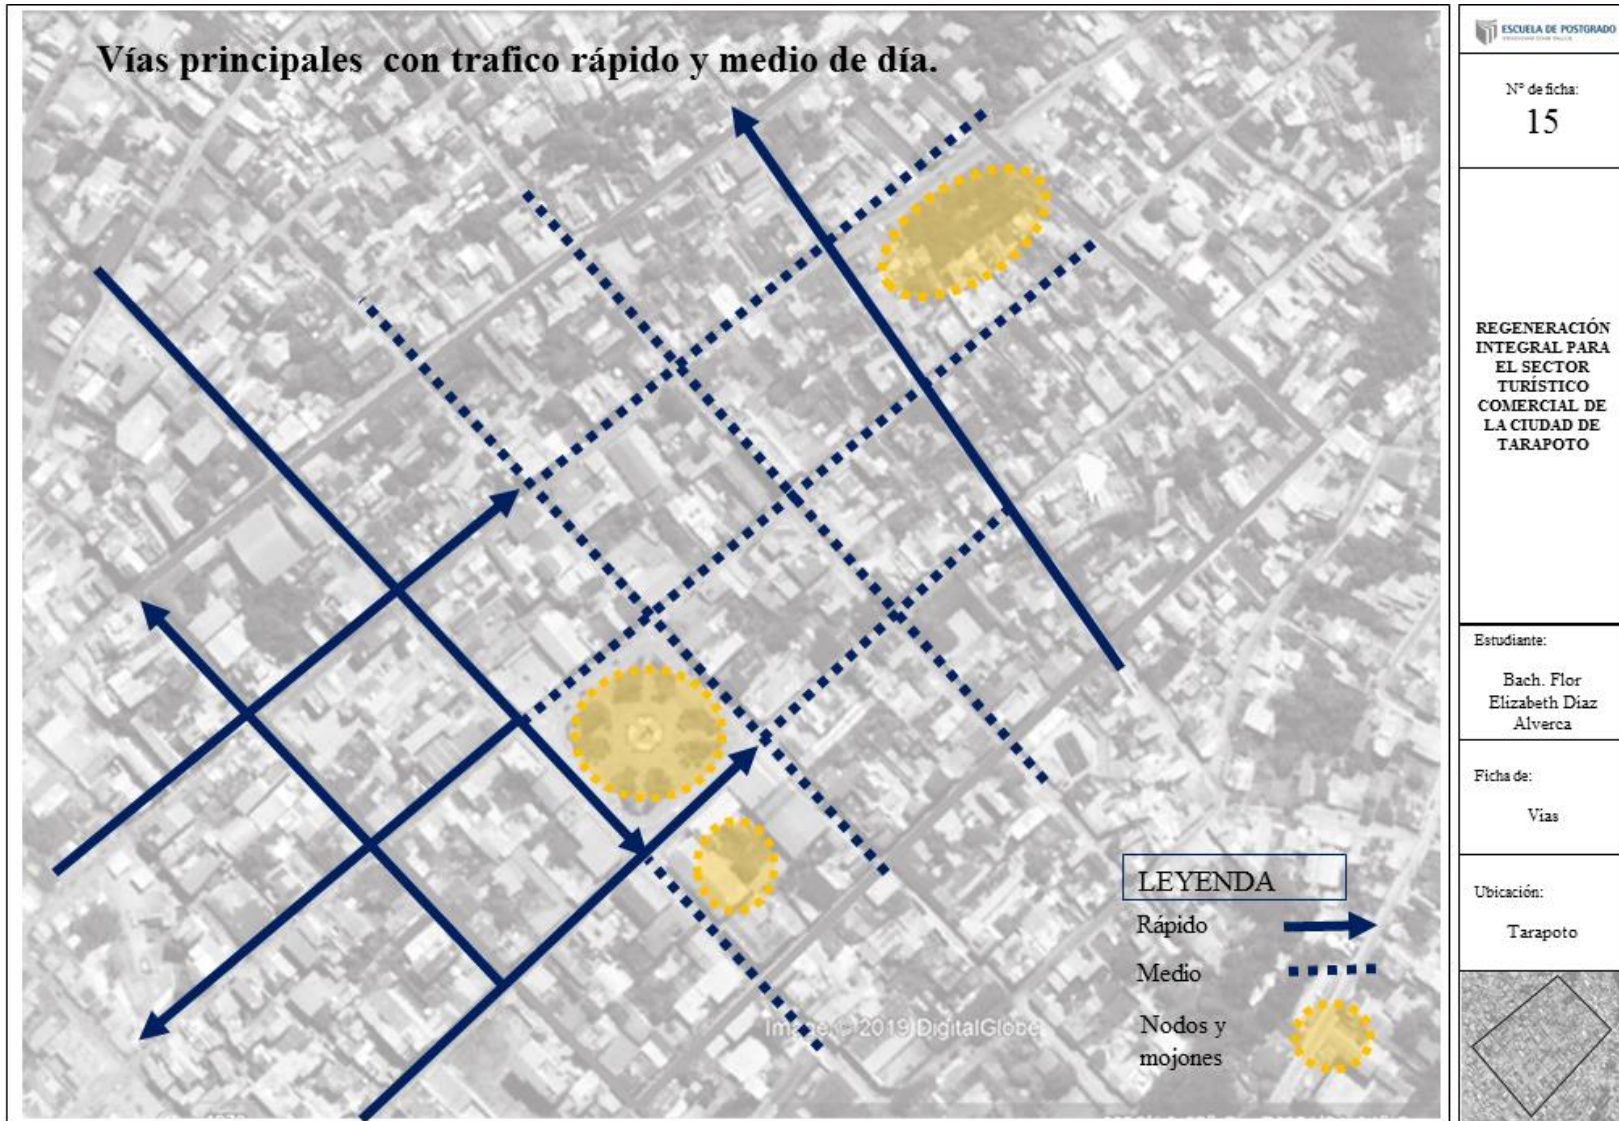 Vías principales  con trafico rápido y medio de día.
LEYENDA
Rápido
Medio
Nodos y
mojones
Image © 2019 DigitalGlobe
ESCUELA DE POSTGRADO
N° de ficha:
15
REGENERACIÓN
INTEGRAL PARA
EL SECTOR
TURÍSTICO
COMERCIAL DE
LA CIUDAD DE
TARAPOTO
Estudiante:
Bach. Flor
Elizabeth Diaz
Alverca
Ficha de:
Vias
Ubicación:
Tarapoto